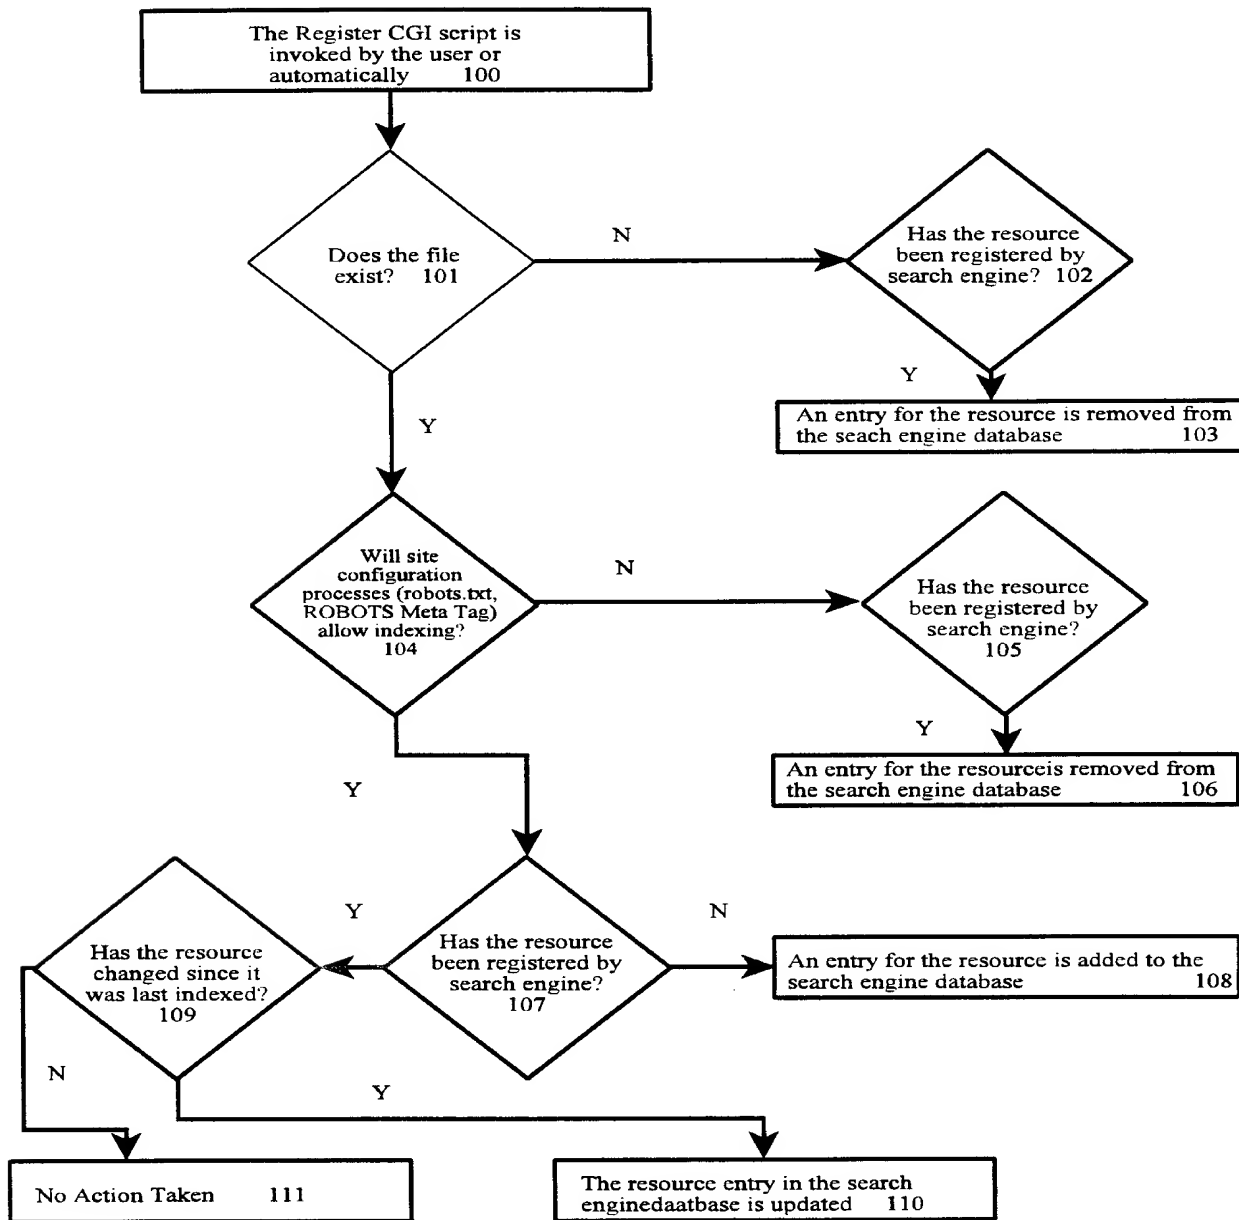 The Register CGI script is
invoked by the user or
automatically 100
Does the file
exist? 101
N
Has the resource
been registered by
search engine? 102
Y
An entry for the resource is removed from
the seach engine database 103
Y
Will site
configuration
processes (robots.txt,
ROBOTS Meta Tag)
allow indexing?
104
N
Has the resource
been registered by
search engine?
105
Y
An entry for the resourceis removed from
the search engine database 106
Y
Has the resource
changed since it
was last indexed?
109
Y
Has the resource
been registered by
search engine?
107
N
An entry for the resource is added to the
search engine database 108
N
Y
No Action Taken 111
The resource entry in the search
enginedaatbase is updated 110